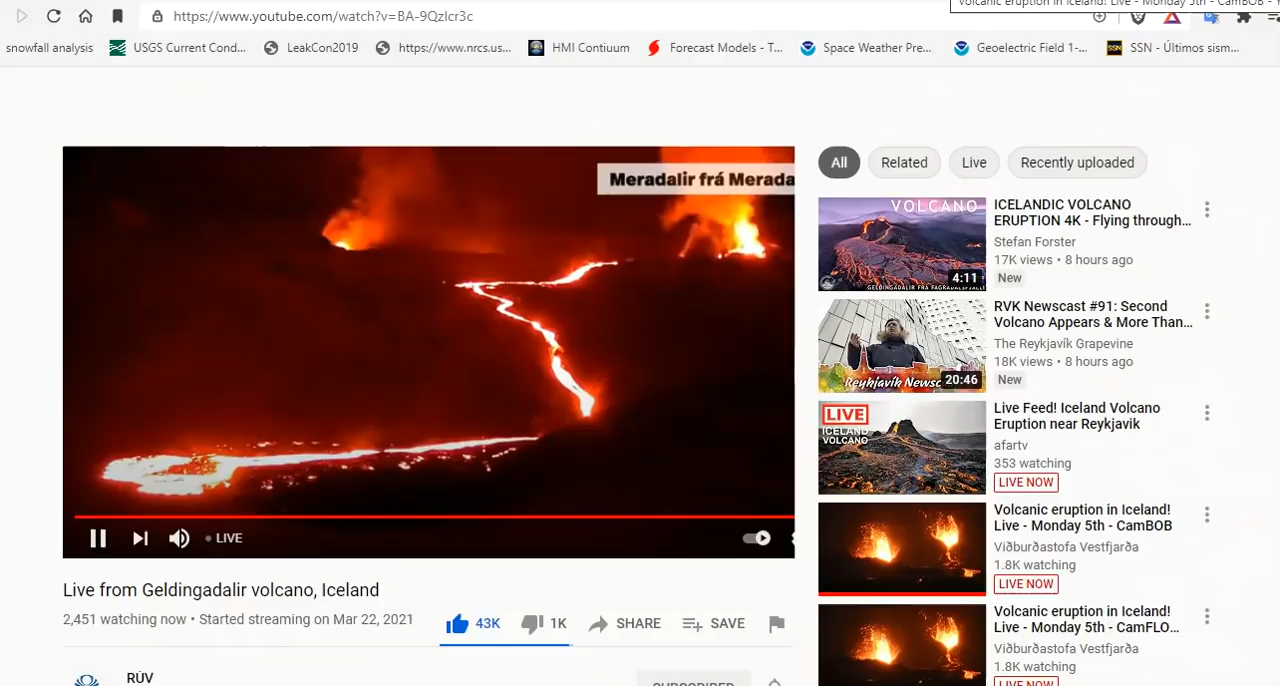 Volcanic eruption in Iceland! Live - Monday 5th - CamBOB - Y
https://www.youtube.com/watch?v=BA-9Qzlcr3c
snowfall analysis
USGS Current Cond...
LeakCon2019
https://www.nrcs.us...
HMI Contiuum
Forecast Models - T...
Space Weather Pre...
Geoelectric Field 1-...
SSN
SSN - Últimos sism...
Meradalir frá Merada
LIVE
Live from Geldingadalir volcano, Iceland
2,451 watching now • Started streaming on Mar 22, 2021
43K
1K
SHARE
SAVE
RÚV
SUBSCRIBED
All
Related
Live
Recently uploaded
VOLCANO
GELDINGADALIR FRÁ FAGRADALSFJALLI
4:11
ICELANDIC VOLCANO
ERUPTION 4K - Flying through...
Stefan Forster
17K views • 8 hours ago
New
Reykjavík Newsc
20:46
RVK Newscast #91: Second
Volcano Appears & More Than...
The Reykjavík Grapevine
18K views • 8 hours ago
New
LIVE
ICELAND
VOLCANO
Live Feed! Iceland Volcano
Eruption near Reykjavik
afartv
353 watching
LIVE NOW
Volcanic eruption in Iceland!
Live - Monday 5th - CamBOB
Viðburðastofa Vestfjarða
1.8K watching
LIVE NOW
Volcanic eruption in Iceland!
Live - Monday 5th - CamFLO...
Viðburðastofa Vestfjarða
1.8K watching
LIVE NOW